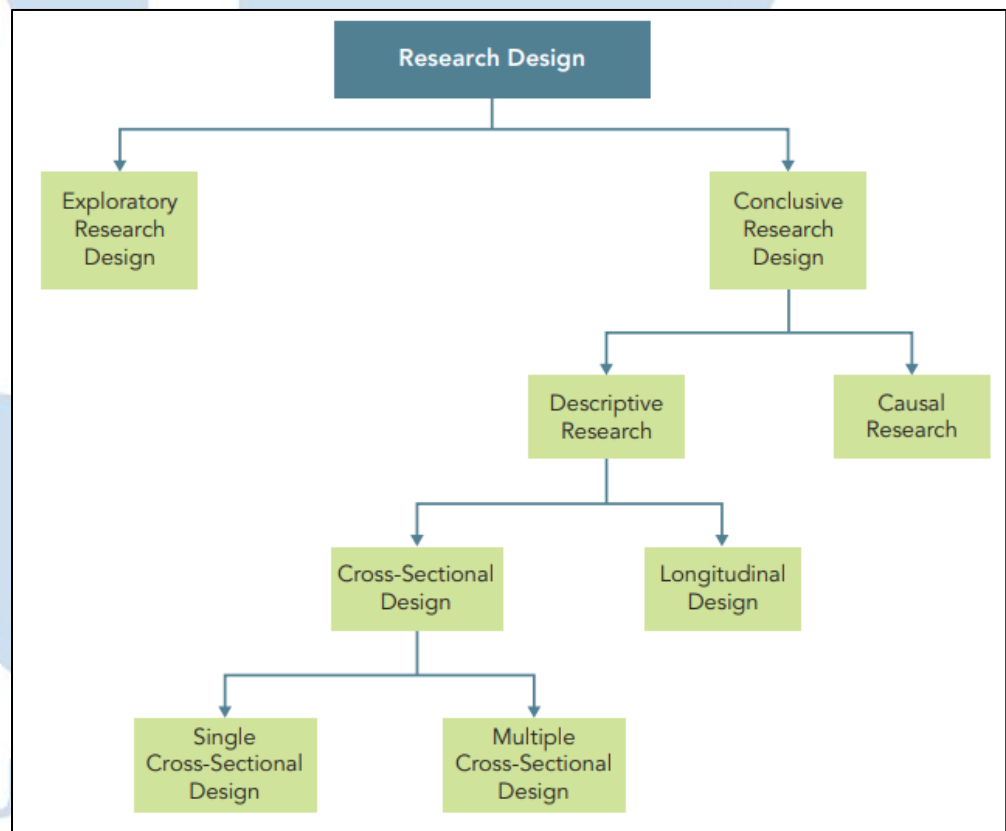 Research Design
Exploratory
Research
Design
Conclusive
Research
Design
Descriptive
Research
Causal
Research
Cross-Sectional
Design
Longitudinal
Design
Single
Cross-Sectional
Design
Multiple
Cross-Sectional
Design